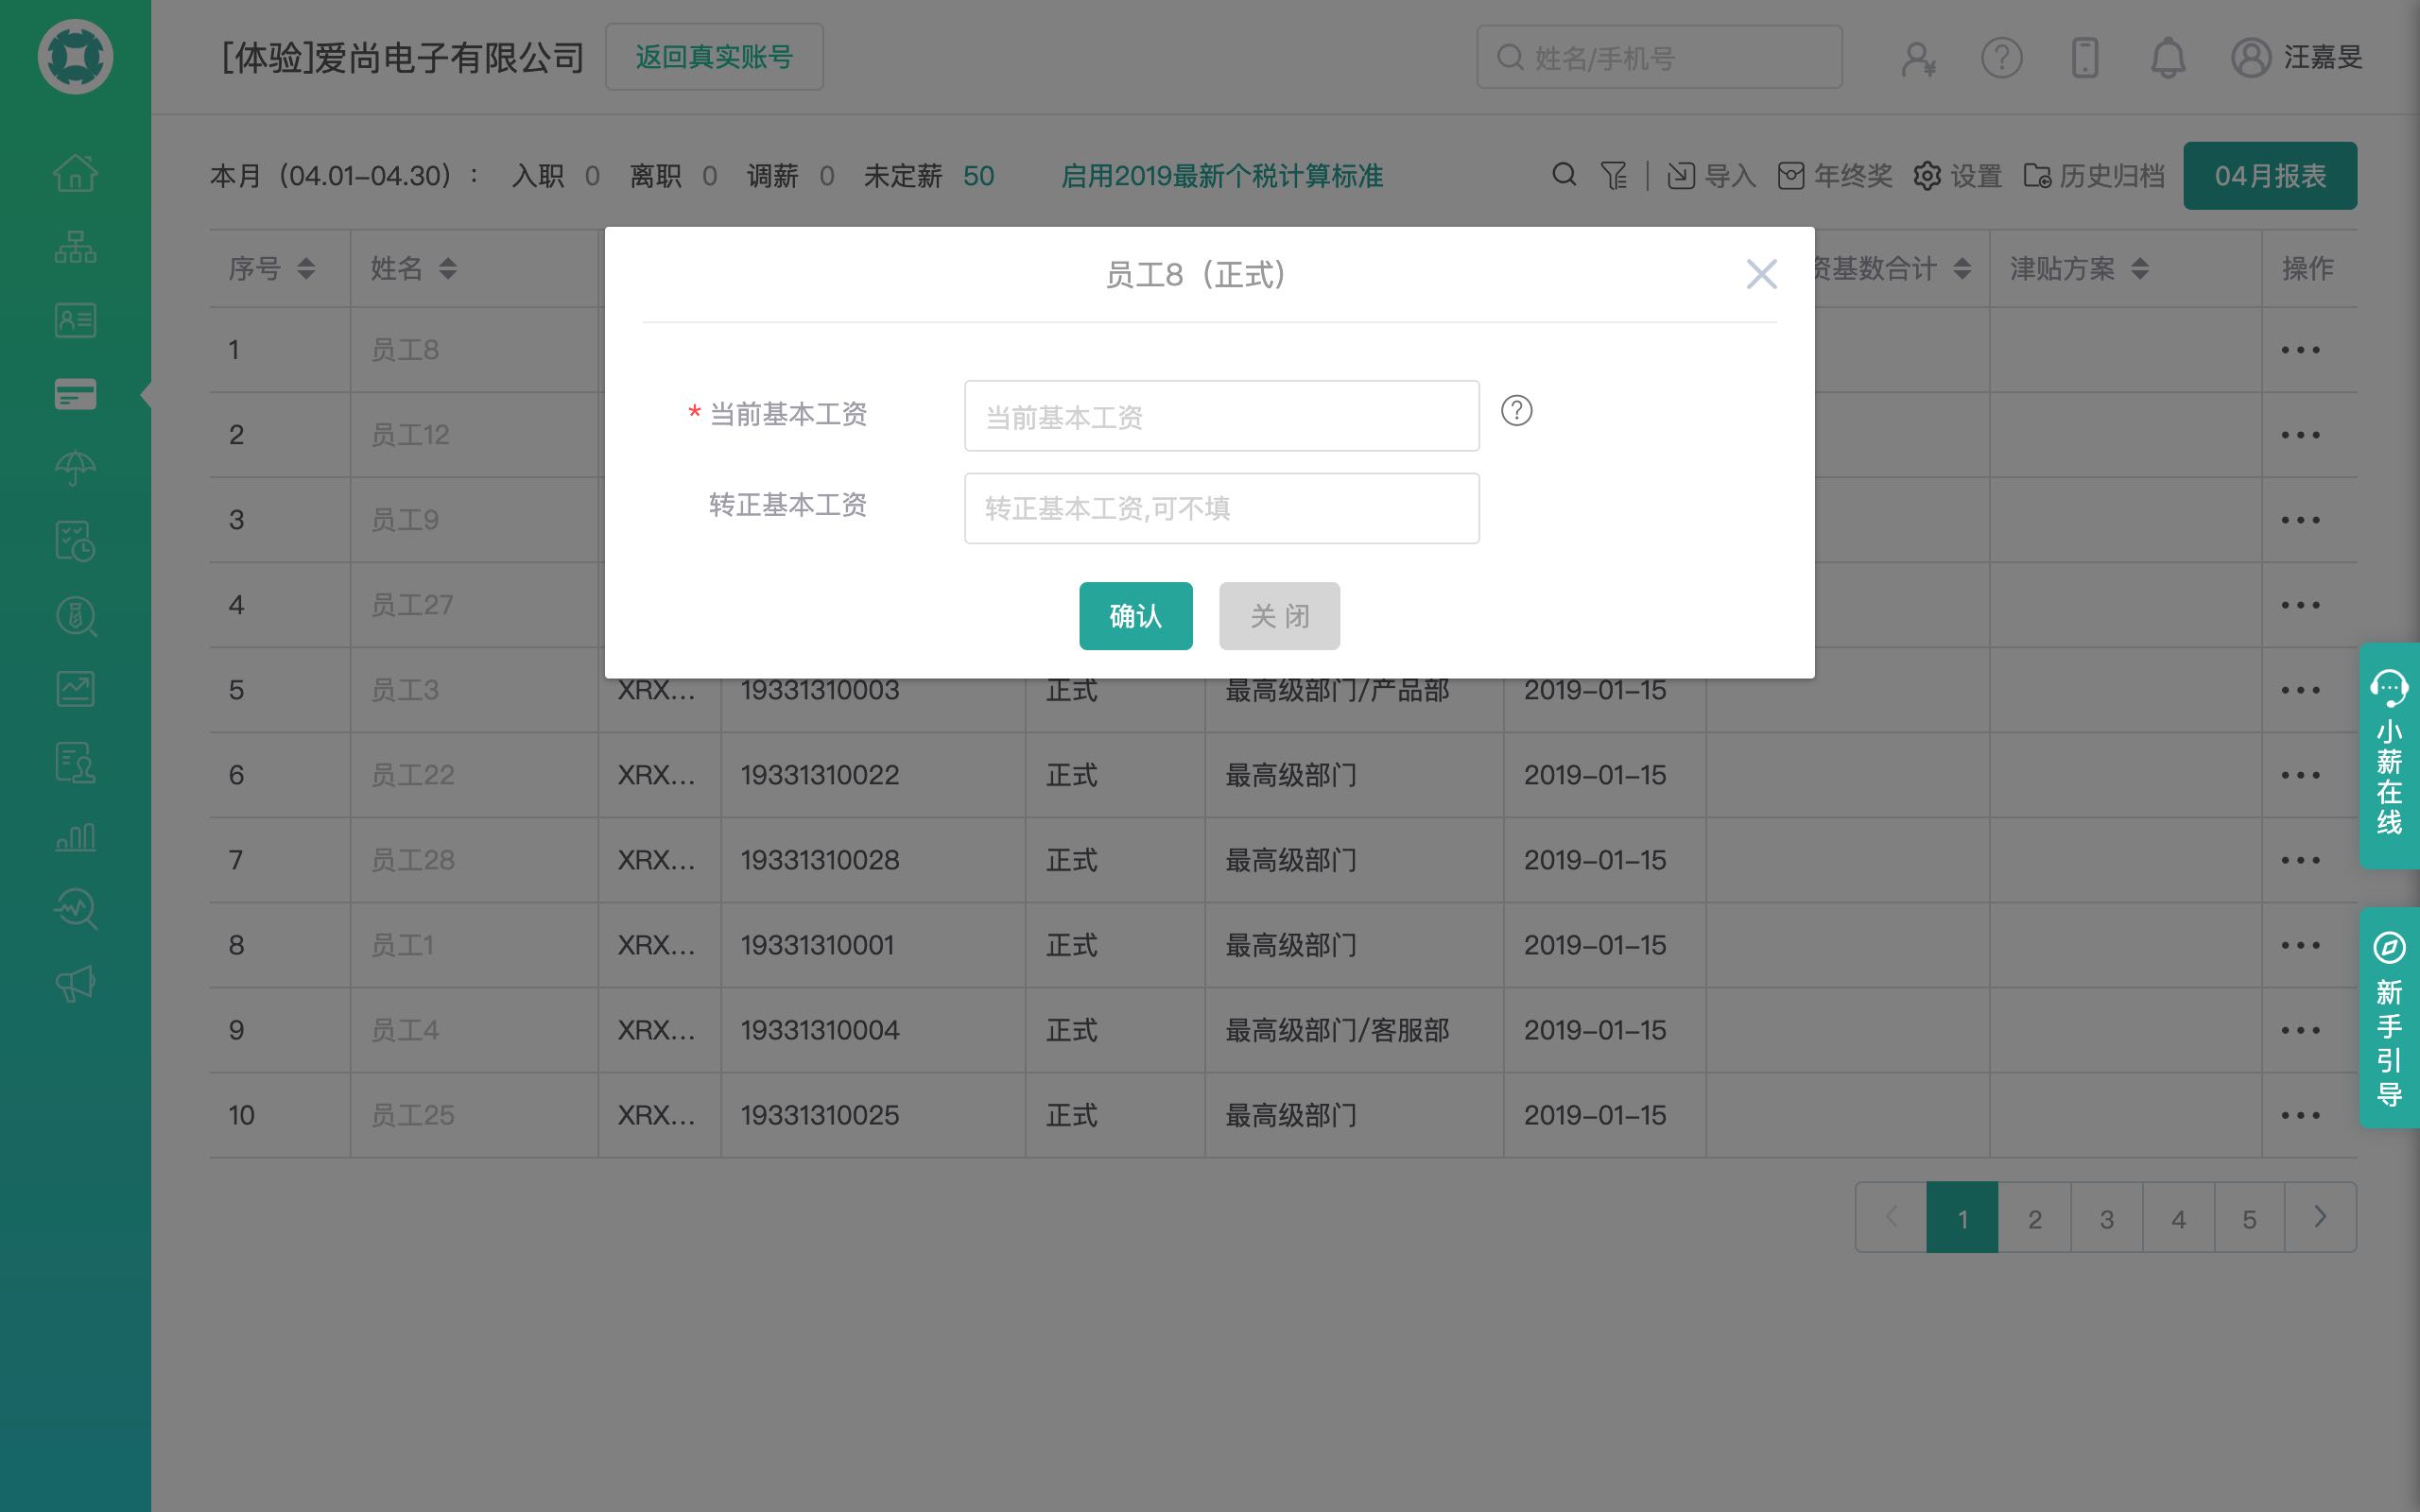 [体验]爱尚电子有限公司 返回真实账号 姓名/手机号 汪嘉旻
本月（04.01-04.30）： 入职 0 离职 0 调薪 0 未定薪 50 启用2019最新个税计算标准 导入 年终奖 设置 历史归档 04月报表
序号 姓名 资基数合计 津贴方案 操作
员工8（正式）
1 员工8
* 当前基本工资 当前基本工资 ?
2 员工12
转正基本工资 转正基本工资,可不填
3 员工9
4 员工27
确认 关 闭
5 员工3 XRX... 19331310003 正式 最高级部门/产品部 2019-01-15
6 员工22 XRX... 19331310022 正式 最高级部门 2019-01-15
7 员工28 XRX... 19331310028 正式 最高级部门 2019-01-15
8 员工1 XRX... 19331310001 正式 最高级部门 2019-01-15
9 员工4 XRX... 19331310004 正式 最高级部门/客服部 2019-01-15
10 员工25 XRX... 19331310025 正式 最高级部门 2019-01-15
1 2 3 4 5
小薪在线
新手引导